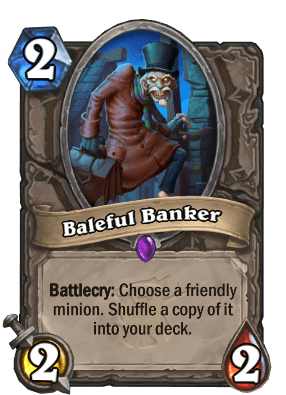 2
Baleful Banker
Battlecry: Choose a friendly
minion. Shuffle a copy of it
into your deck.
2
2